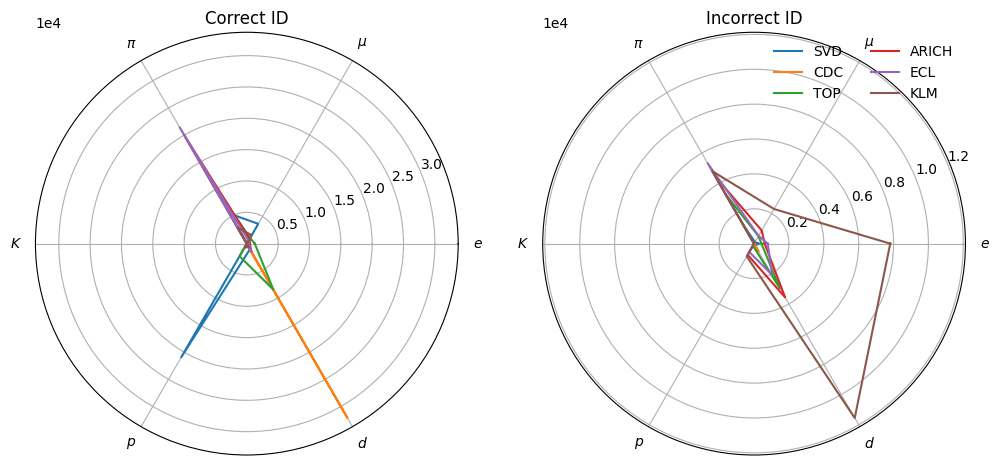 Correct ID
1e4
e
μ
π
K
p
d
0.5
1.0
1.5
2.0
2.5
3.0
Incorrect ID
1e4
e
μ
π
K
p
d
0.2
0.4
0.6
0.8
1.0
1.2
SVD
CDC
TOP
ARICH
ECL
KLM